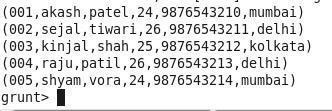 (001,akash,patel,24,9876543210,mumbai)
(002,sejal,tiwari,26,9876543211,delhi)
(003,kinjal,shah,25,9876543212,kolkata)
(004,raju,patil,26,9876543213,delhi)
(005,shyam,vora,24,9876543214,mumbai)
grunt>